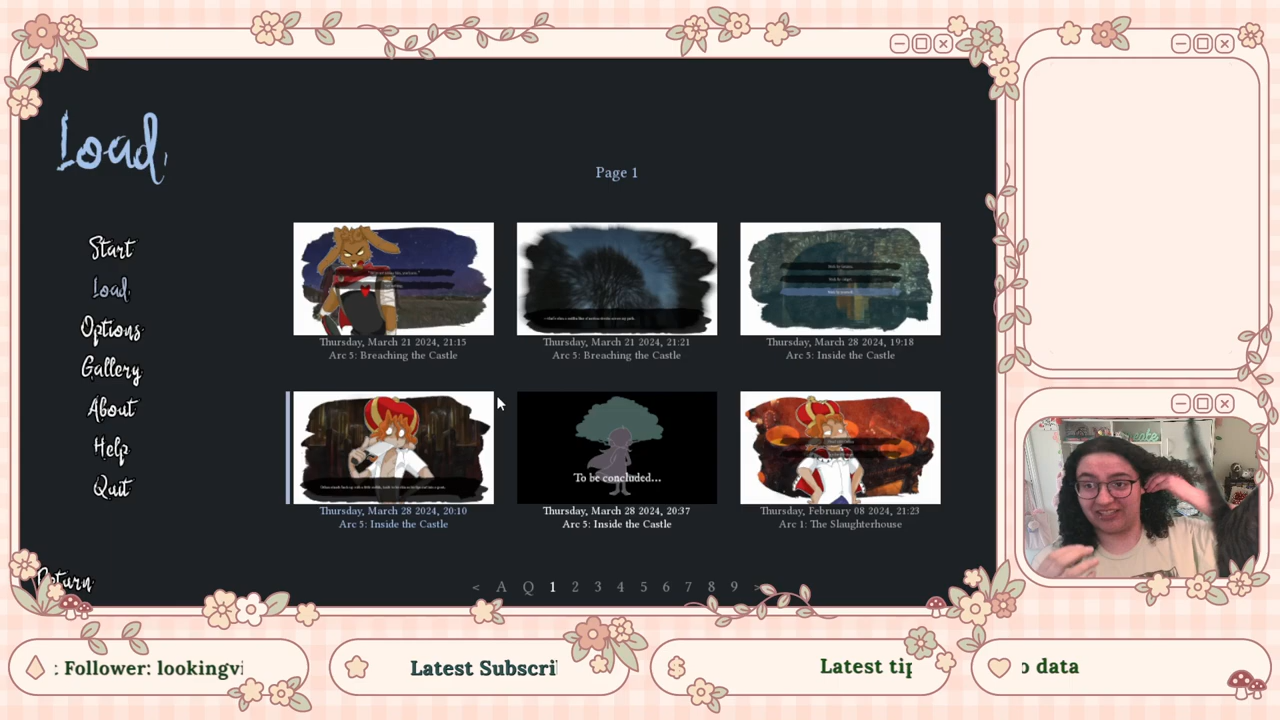 Load
Page 1
Start
Load
Options
Gallery
About
Help
Quit
Return
Thursday, March 21 2024, 21:15
Arc 5: Breaching the Castle
Thursday, March 21 2024, 21:21
Arc 5: Breaching the Castle
Thursday, March 28 2024, 19:18
Arc 5: Inside the Castle
To be concluded...
Thursday, March 28 2024, 20:10
Arc 5: Inside the Castle
Thursday, March 28 2024, 20:37
Arc 5: Inside the Castle
Thursday, February 08 2024, 21:23
Arc 1: The Slaughterhouse
< A Q 1 2 3 4 5 6 7 8 9 >
create
: Follower: lookingvi
Latest Subscri
Latest tip
o data